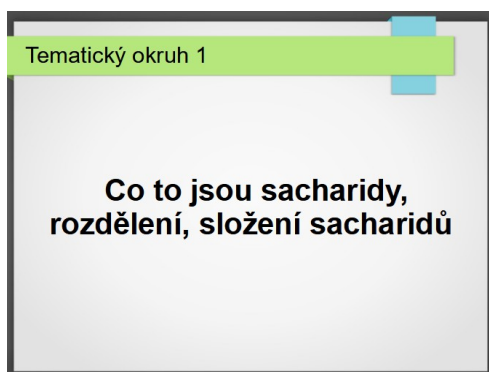 Tematický okruh 1
Co to jsou sacharidy,
rozdělení, složení sacharidů